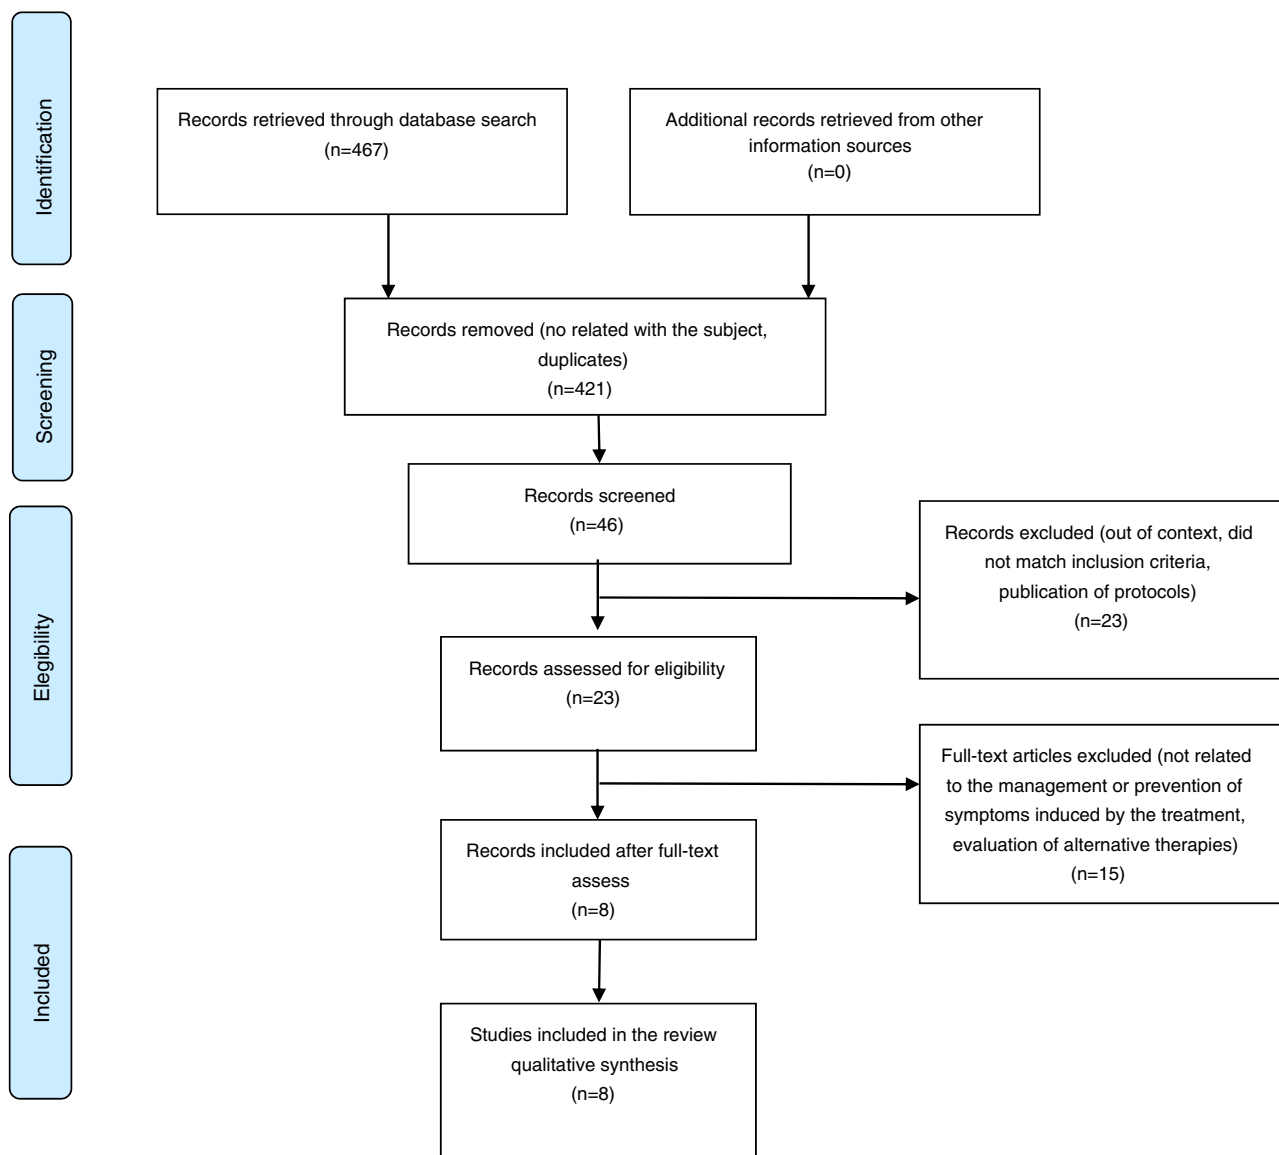 Identification
Records retrieved through database search
(n=467)
Additional records retrieved from other
information sources
(n=0)
Screening
Records removed (no related with the subject,
duplicates)
(n=421)
Records screened
(n=46)
Elegibility
Records excluded (out of context, did
not match inclusion criteria,
publication of protocols)
(n=23)
Records assessed for eligibility
(n=23)
Full-text articles excluded (not related
to the management or prevention of
symptoms induced by the treatment,
evaluation of alternative therapies)
(n=15)
Records included after full-text
assess
(n=8)
Included
Studies included in the review
qualitative synthesis
(n=8)